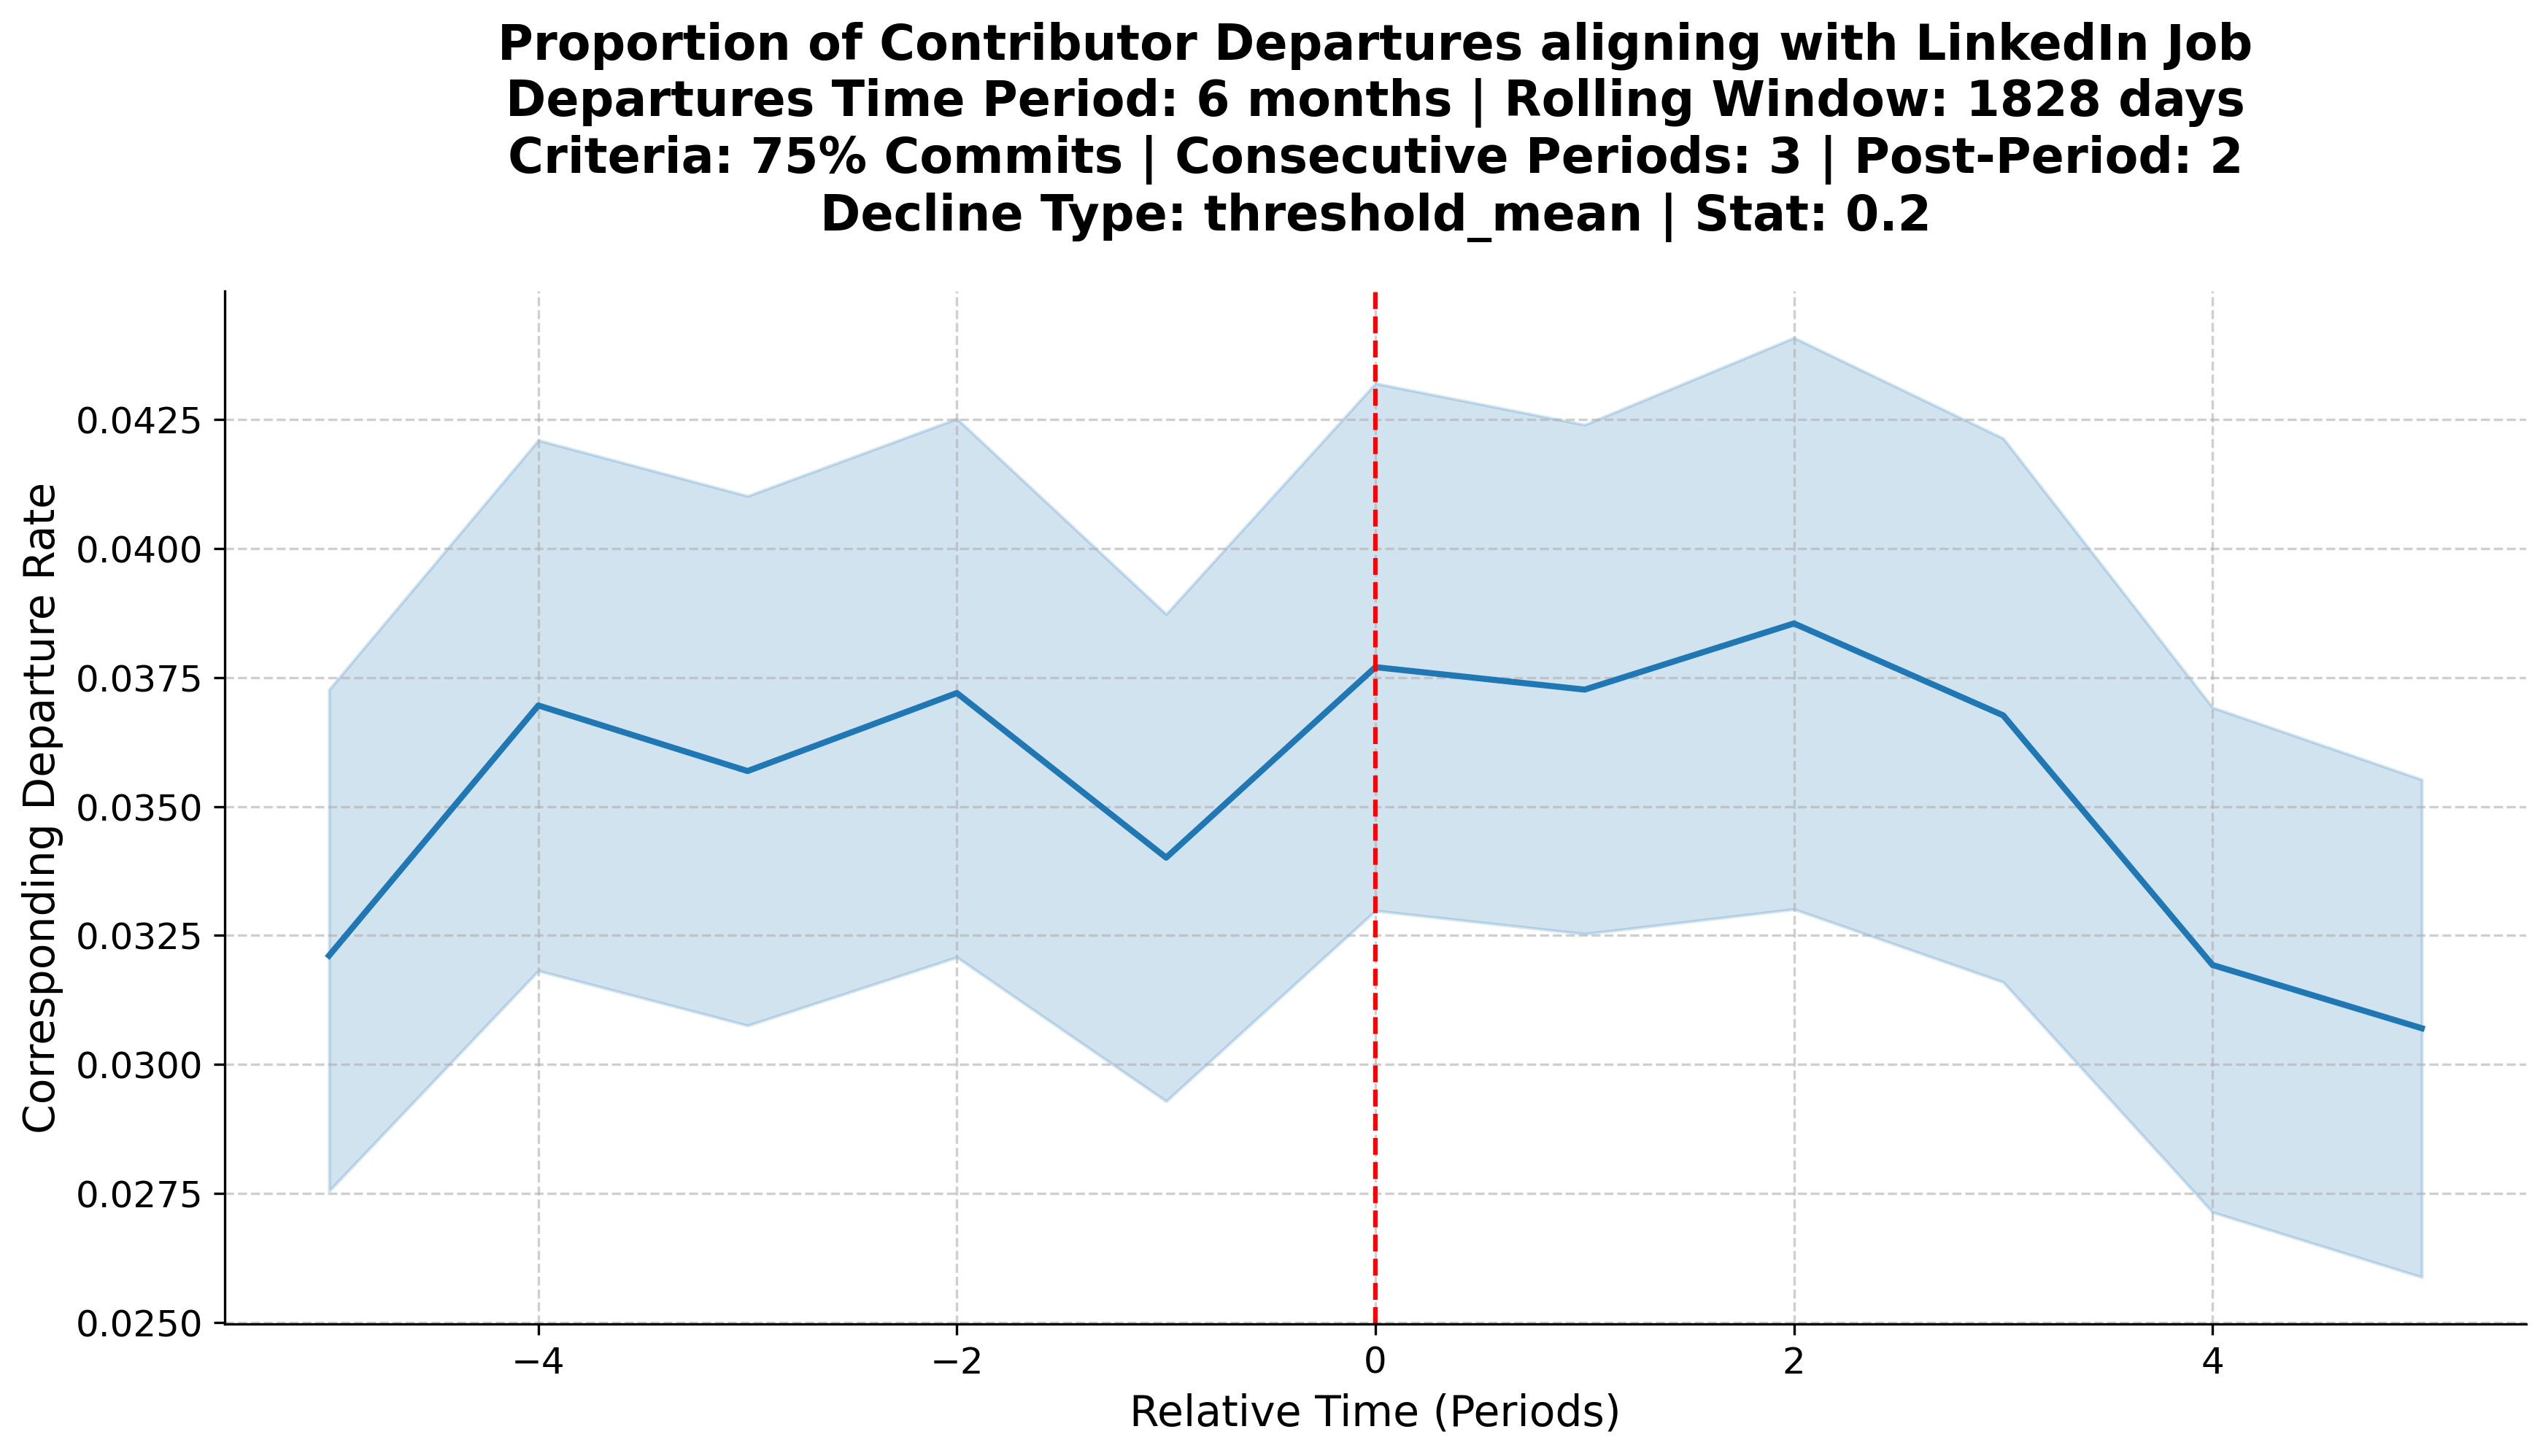 Proportion of Contributor Departures aligning with LinkedIn Job
Departures Time Period: 6 months | Rolling Window: 1828 days
Criteria: 75% Commits | Consecutive Periods: 3 | Post-Period: 2
Decline Type: threshold_mean | Stat: 0.2
Corresponding Departure Rate
0.0425
0.0400
0.0375
0.0350
0.0325
0.0300
0.0275
0.0250
−4
−2
0
2
4
Relative Time (Periods)